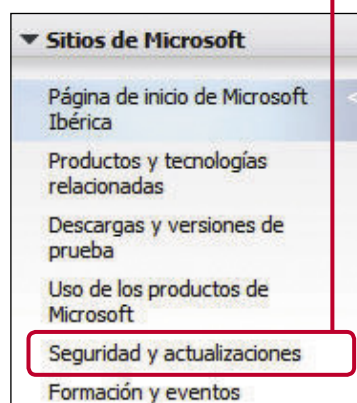 Sitios de Microsoft
Página de inicio de Microsoft
Ibérica
Productos y tecnologías
relacionadas
Descargas y versiones de
prueba
Uso de los productos de
Microsoft
Seguridad y actualizaciones
Formación y eventos